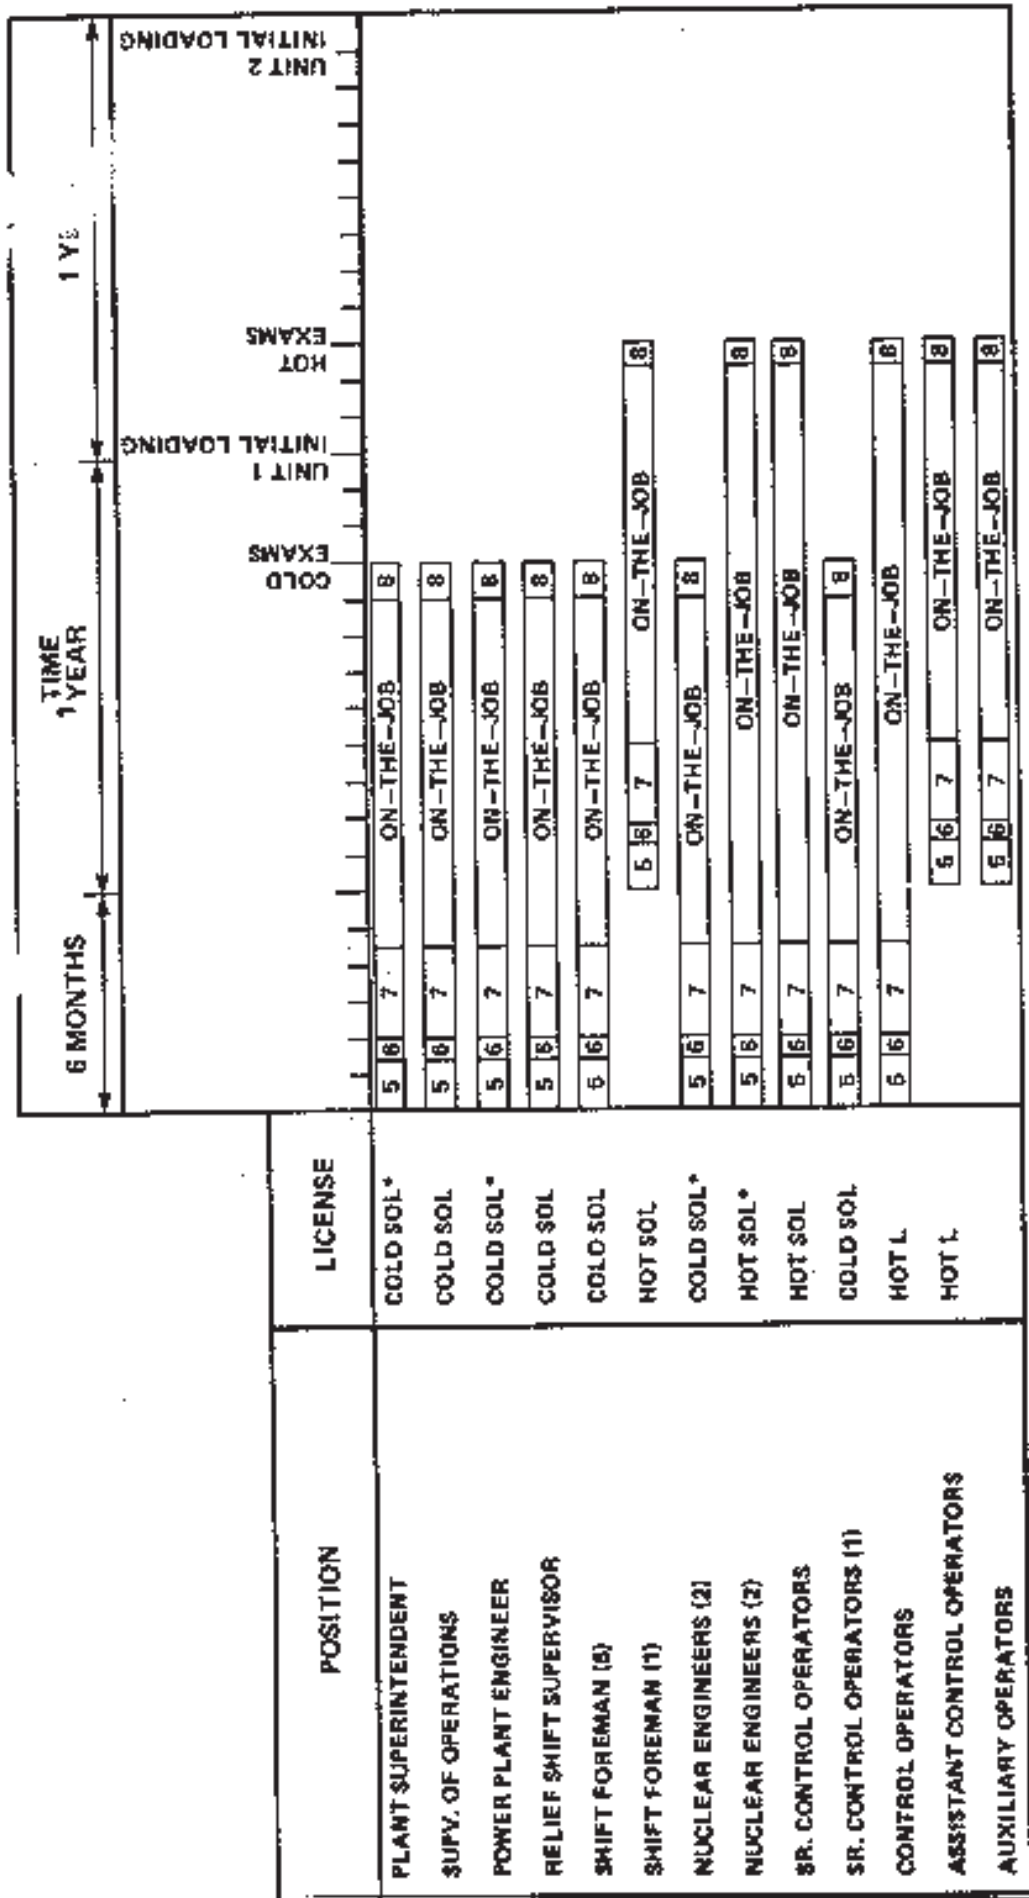 TIME
6 MONTHS
1 YEAR
POSITION
LICENSE
COLD
EXAMS
UNIT 1
INITIAL LOADING
HOT
EXAMS
UNIT 2
INITIAL LOADING
PLANT SUPERINTENDENT COLD SOL* 5 6 7 ON-THE-JOB 8
SUPV. OF OPERATIONS COLD SOL 5 6 7 ON-THE-JOB 8
POWER PLANT ENGINEER COLD SOL* 5 6 7 ON-THE-JOB 8
RELIEF SHIFT SUPERVISOR COLD SOL 5 6 7 ON-THE-JOB 8
SHIFT FOREMAN COLD SOL 5 6 7 ON-THE-JOB 8
SHIFT FOREMAN (1) HOT SOL 5 6 7 ON-THE-JOB 8
NUCLEAR ENGINEERS (2) COLD SOL* 5 6 7 ON-THE-JOB 8
NUCLEAR ENGINEERS (2) HOT SOL* 5 6 7 ON-THE-JOB 8
SR. CONTROL OPERATORS HOT SOL 5 6 7 ON-THE-JOB 8
SR. CONTROL OPERATORS (1) COLD SOL 5 6 7 ON-THE-JOB 8
CONTROL OPERATORS HOT L 5 6 7 ON-THE-JOB 8
ASSISTANT CONTROL OPERATORS HOT L 5 6 7 ON-THE-JOB 8
AUXILIARY OPERATORS 5 6 7 ON-THE-JOB 8